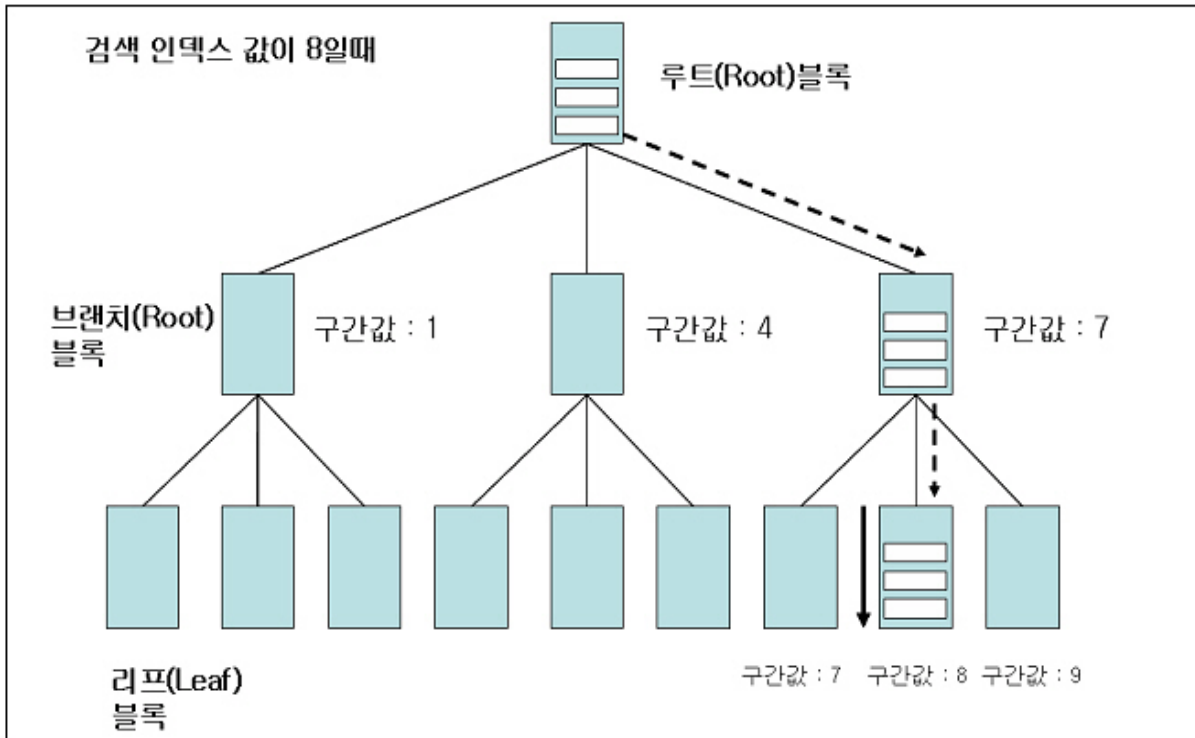 검색 인덱스 값이 8일때
루트(Root)블록
브랜치(Root)
블록
구간값 : 1
구간값 : 4
구간값 : 7
리프(Leaf)
블록
구간값 : 7
구간값 : 8
구간값 : 9